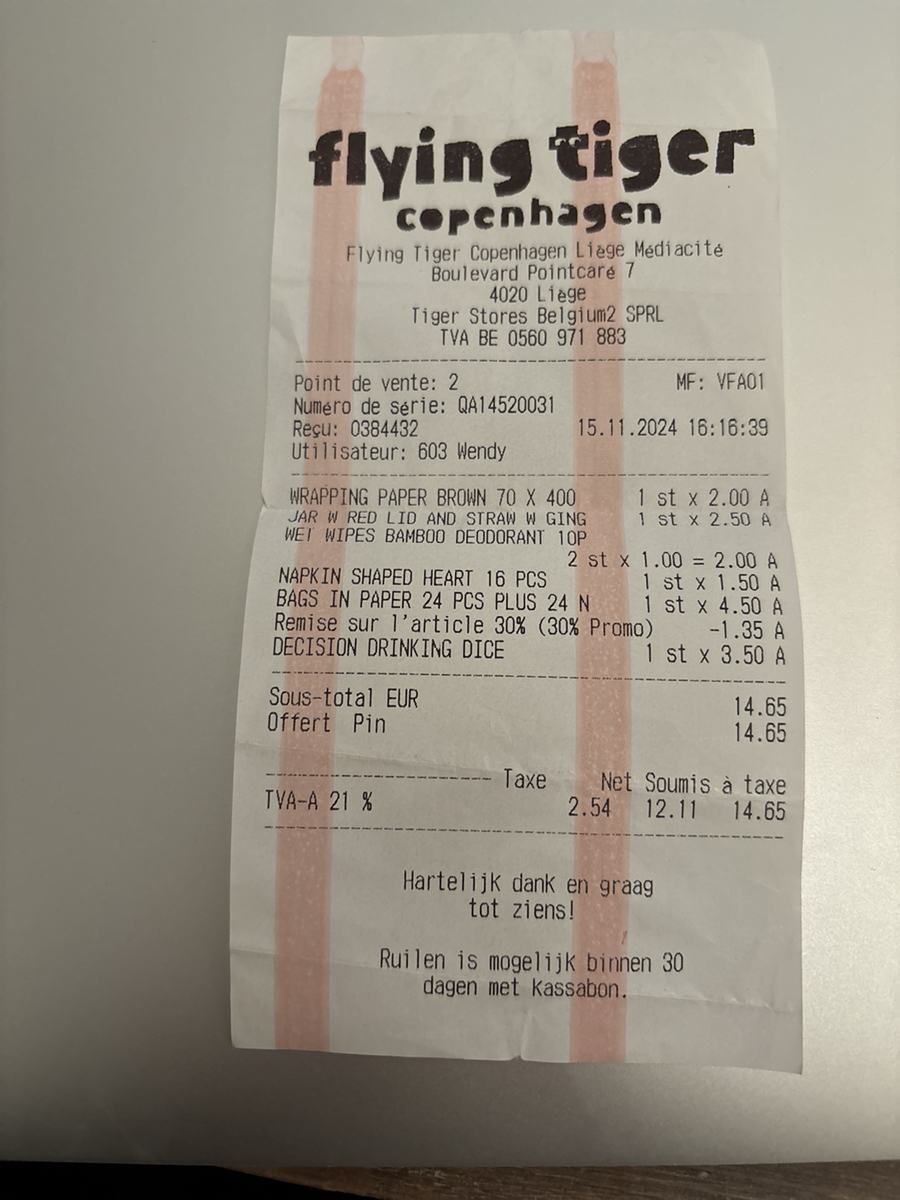 flying tiger
copenhagen
Flying Tiger Copenhagen Liège Médiacité
Boulevard Pointcaré 7
4020 Liège
Tiger Stores Belgium2 SPRL
TVA BE 0560 971 883
Point de vente: 2 MF: VFA01
Numéro de série: QA14520031
Reçu: 0384432 15.11.2024 16:16:39
Utilisateur: 603 Wendy
WRAPPING PAPER BROWN 70 X 400 1 st x 2.00 A
JAR W RED LID AND STRAW W GING 1 st x 2.50 A
WET WIPES BAMBOO DEODORANT 10P
2 st x 1.00 = 2.00 A
NAPKIN SHAPED HEART 16 PCS 1 st x 1.50 A
BAGS IN PAPER 24 PCS PLUS 24 N 1 st x 4.50 A
Remise sur l'article 30% (30% Promo) -1.35 A
DECISION DRINKING DICE 1 st x 3.50 A
Sous-total EUR 14.65
Offert Pin 14.65
Taxe Net Soumis à taxe
TVA-A 21 % 2.54 12.11 14.65
Hartelijk dank en graag
tot ziens!
Ruilen is mogelijk binnen 30
dagen met kassabon.